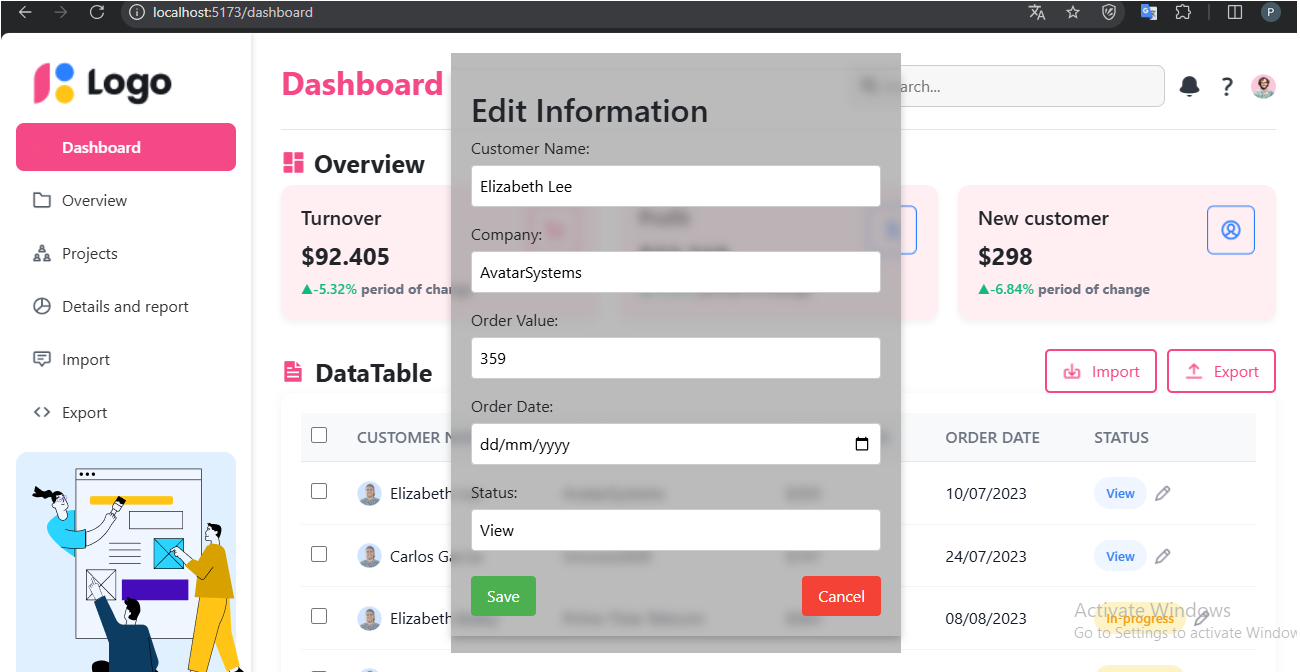 localhost:5173/dashboard
P
Logo
Dashboard
Overview
Projects
Details and report
Import
Export
Dashboard
arch...
?
Overview
Turnover
$92.405
-5.32% period of chan
New customer
$298
-6.84% period of change
DataTable
Import
Export
CUSTOMER N
ORDER DATE
STATUS
Elizabeth
10/07/2023
View
Carlos Ga
24/07/2023
View
Elizabeth
08/08/2023
In-progress
Edit Information
Customer Name:
Elizabeth Lee
Company:
AvatarSystems
Order Value:
359
Order Date:
dd/mm/yyyy
Status:
View
Save
Cancel
Activate Windows
Go to Settings to activate Window